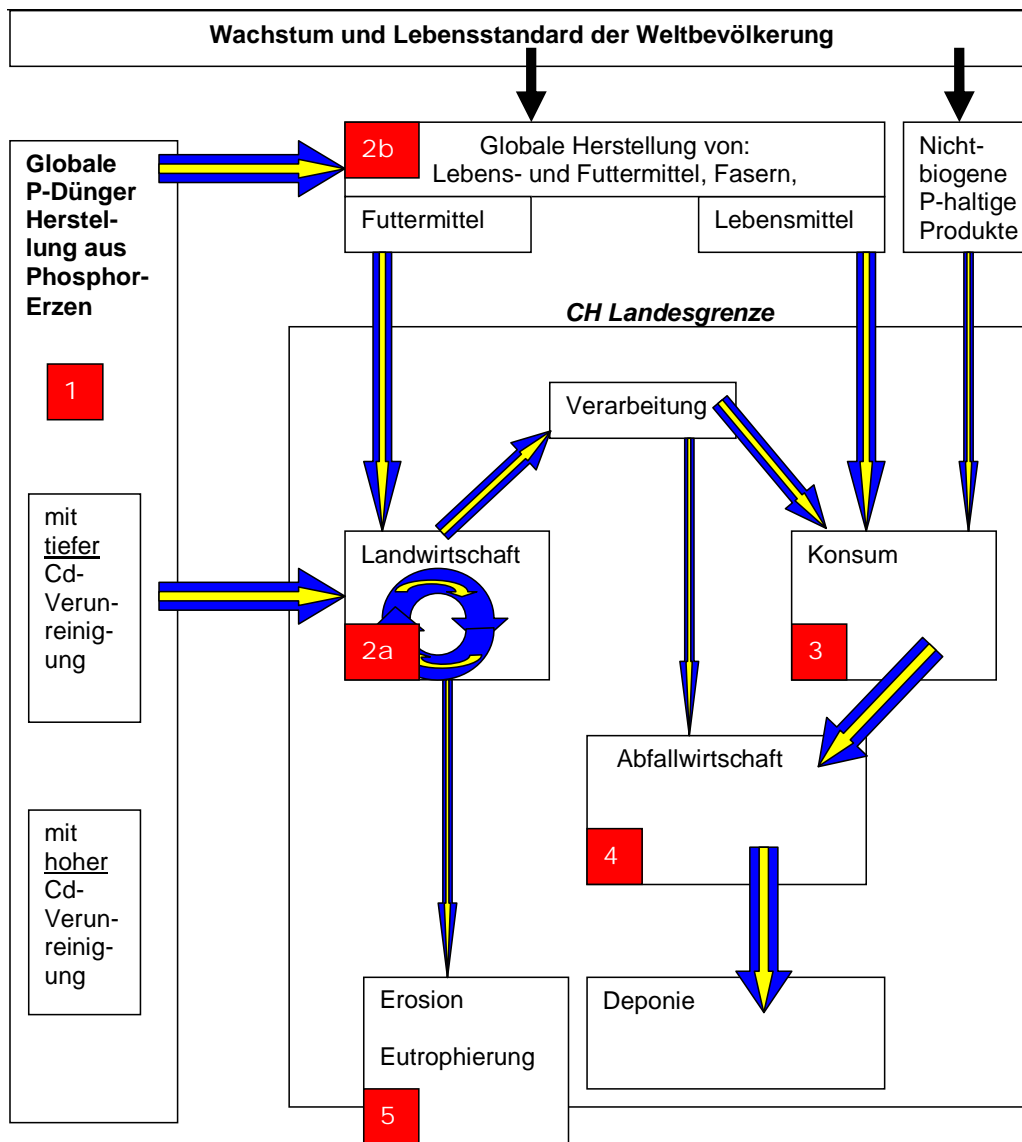 Wachstum und Lebensstandard der Weltbevölkerung
2b
Globale Herstellung von:
Lebens- und Futtermittel, Fasern,
Nicht-
biogene
P-haltige
Produkte
Globale
P-Dünger
Herstel-
lung aus
Phosphor-
Erzen
Futtermittel
Lebensmittel
CH Landesgrenze
1
Verarbeitung
mit
tiefer
Cd-
Verun-
reinig-
ung
Landwirtschaft
2a
Konsum
3
Abfallwirtschaft
4
mit
hoher
Cd-
Verun-
reinig-
ung
Erosion
Eutrophierung
5
Deponie